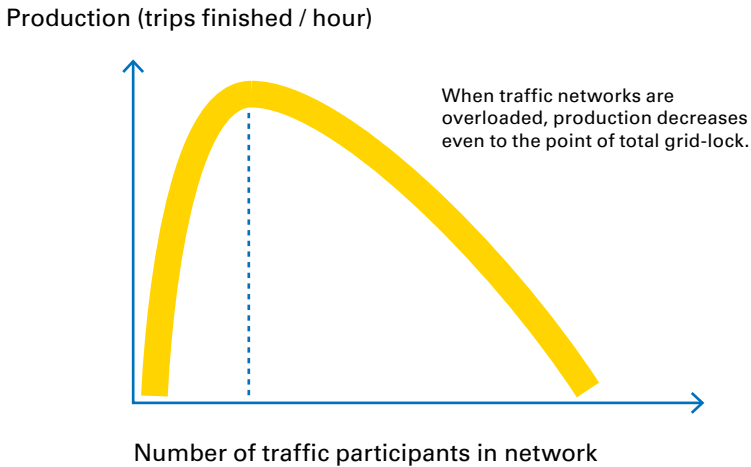 Production (trips finished / hour)
When traffic networks are
overloaded, production decreases
even to the point of total grid-lock.
Number of traffic participants in network